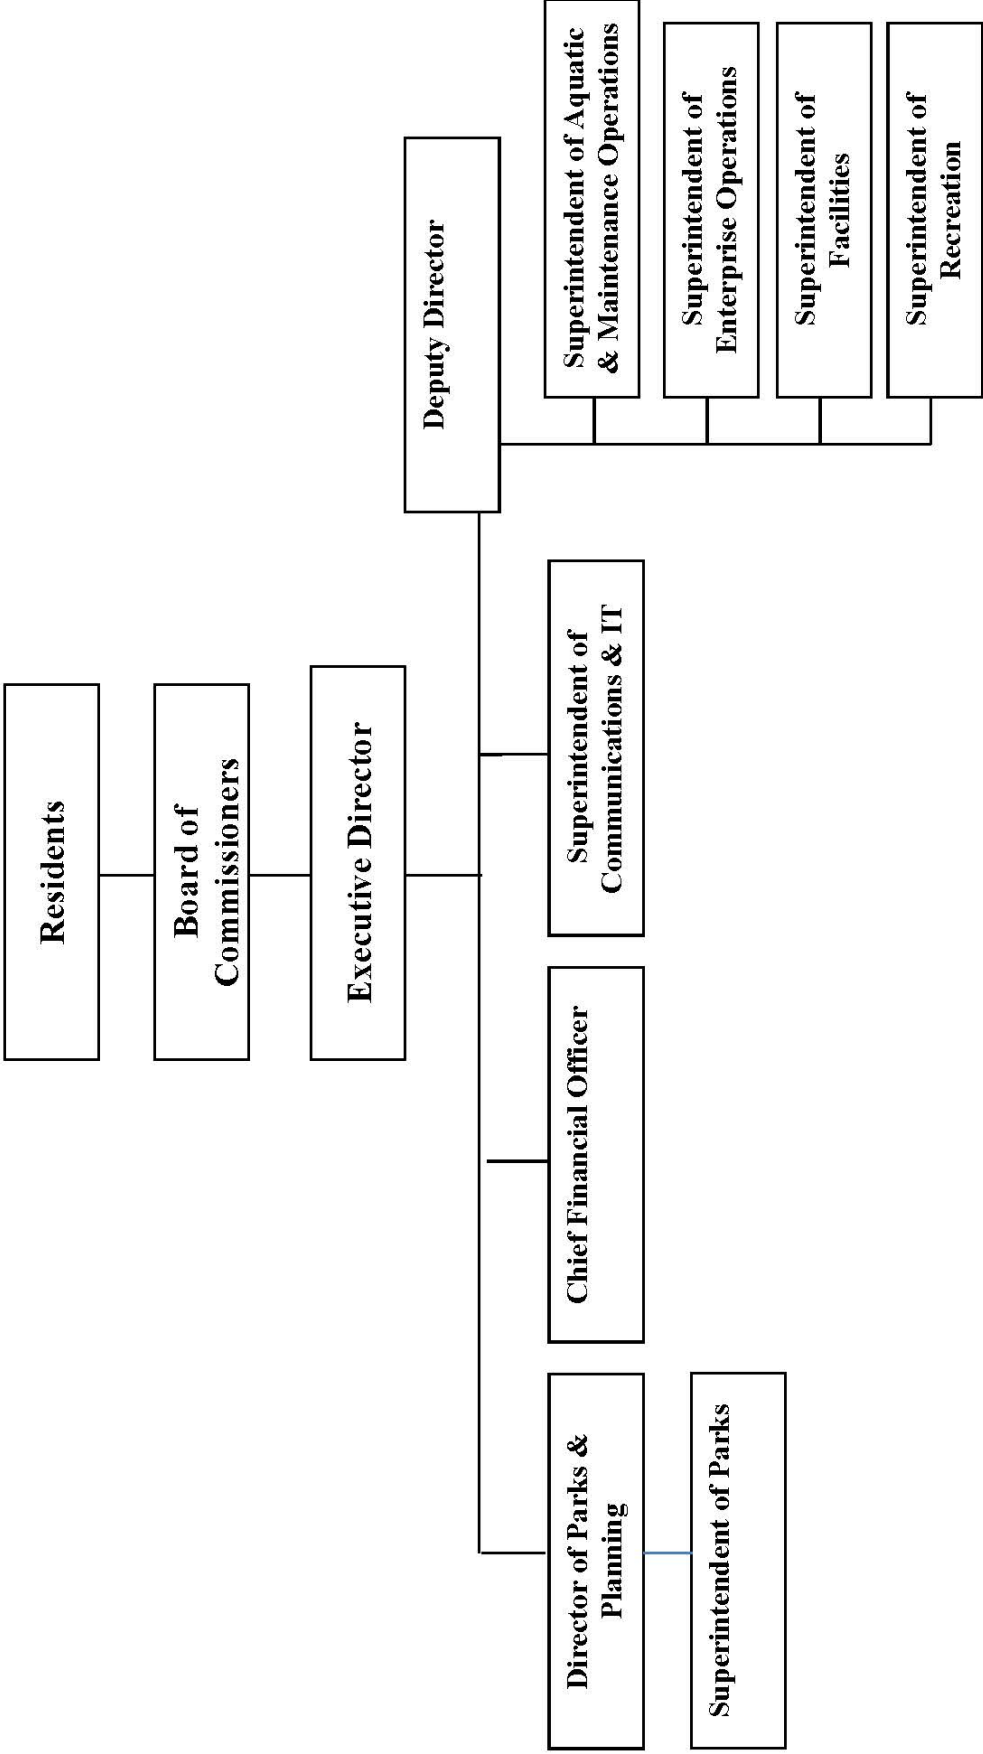 Residents
Board of
Commissioners
Executive Director
Deputy Director
Director of Parks &
Planning
Chief Financial Officer
Superintendent of
Communications & IT
Superintendent of Parks
Superintendent of Aquatic
& Maintenance Operations
Superintendent of
Enterprise Operations
Superintendent of
Facilities
Superintendent of
Recreation